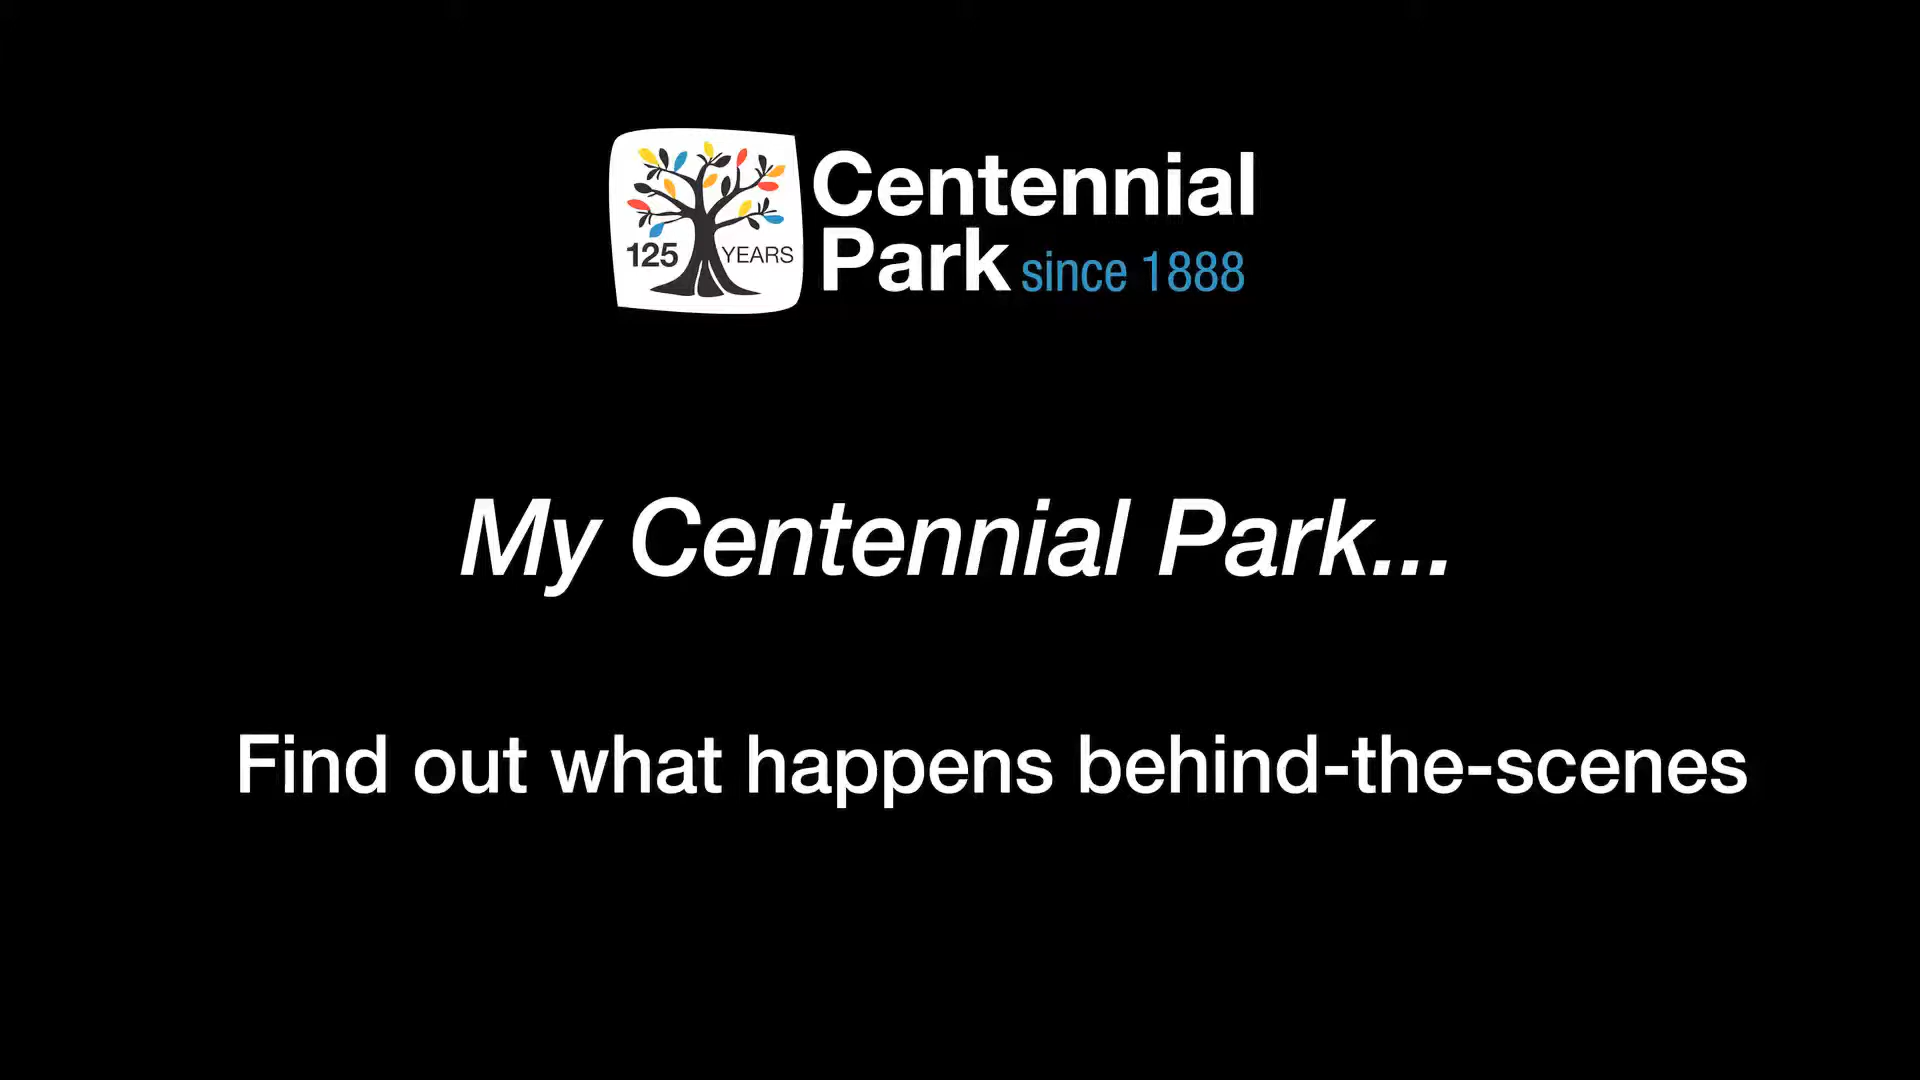 125 YEARS
Centennial
Park since 1888
My Centennial Park...
Find out what happens behind-the-scenes